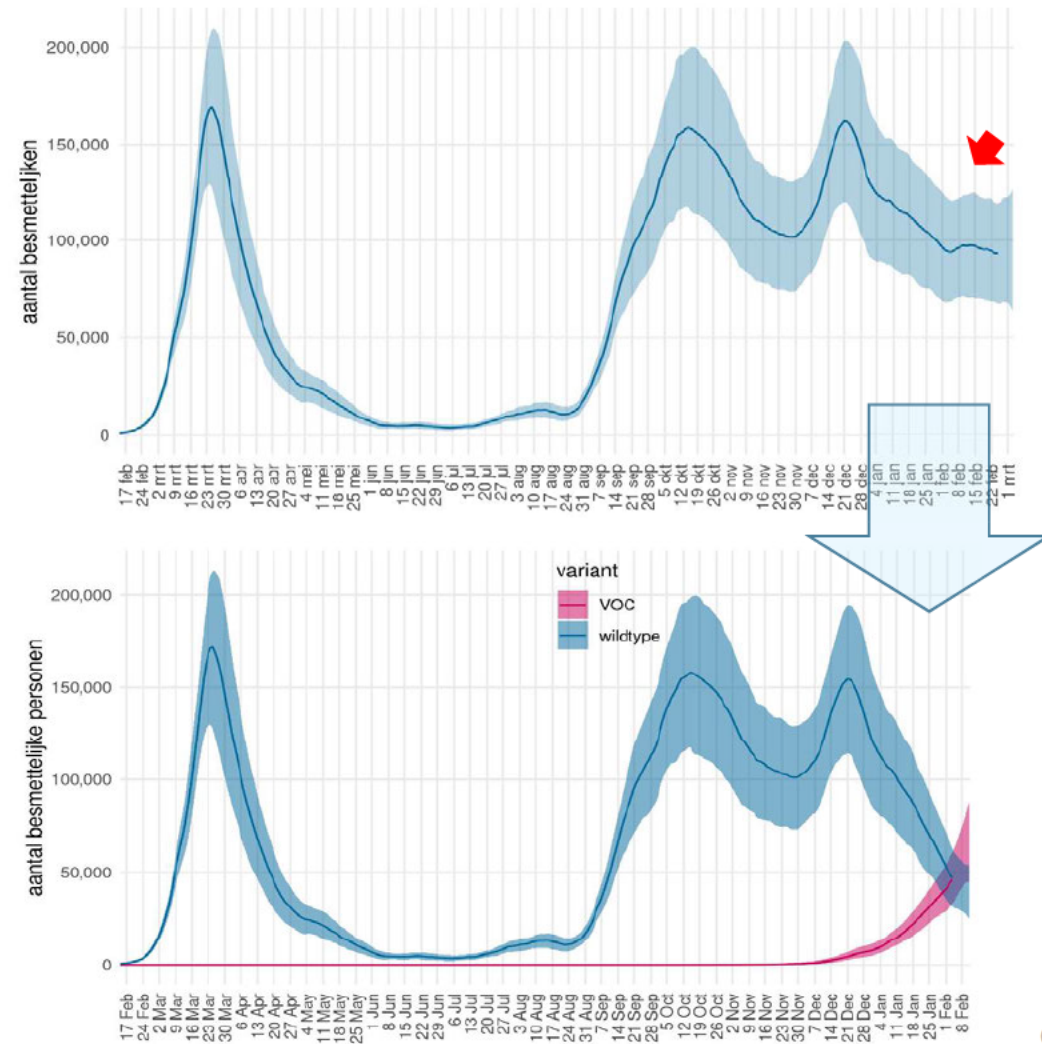 aantal besmettelijken
200,000
150,000
100,000
50,000
0
17 feb
24 feb
2 mrt
9 mrt
16 mrt
23 mrt
30 mrt
6 apr
13 apr
20 apr
27 apr
4 mei
11 mei
18 mei
25 mei
1 jun
8 jun
15 jun
22 jun
29 jun
6 jul
13 jul
20 jul
27 jul
3 aug
10 aug
17 aug
24 aug
31 aug
7 sep
14 sep
21 sep
28 sep
5 okt
12 okt
19 okt
26 okt
2 nov
9 nov
16 nov
23 nov
30 nov
7 dec
14 dec
21 dec
28 dec
4 jan
11 jan
18 jan
25 jan
1 feb
8 feb
15 feb
22 feb
1 mrt
variant
VOC
wildtype
aantal besmettelijke personen
200,000
150,000
100,000
50,000
0
17 Feb
24 Feb
2 Mar
9 Mar
16 Mar
23 Mar
30 Mar
6 Apr
13 Apr
20 Apr
27 Apr
4 May
11 May
18 May
25 May
1 Jun
8 Jun
15 Jun
22 Jun
29 Jun
6 Jul
13 Jul
20 Jul
27 Jul
3 Aug
10 Aug
17 Aug
24 Aug
31 Aug
7 Sep
14 Sep
21 Sep
28 Sep
5 Oct
12 Oct
19 Oct
26 Oct
2 Nov
9 Nov
16 Nov
23 Nov
30 Nov
7 Dec
14 Dec
21 Dec
28 Dec
4 Jan
11 Jan
18 Jan
25 Jan
1 Feb
8 Feb